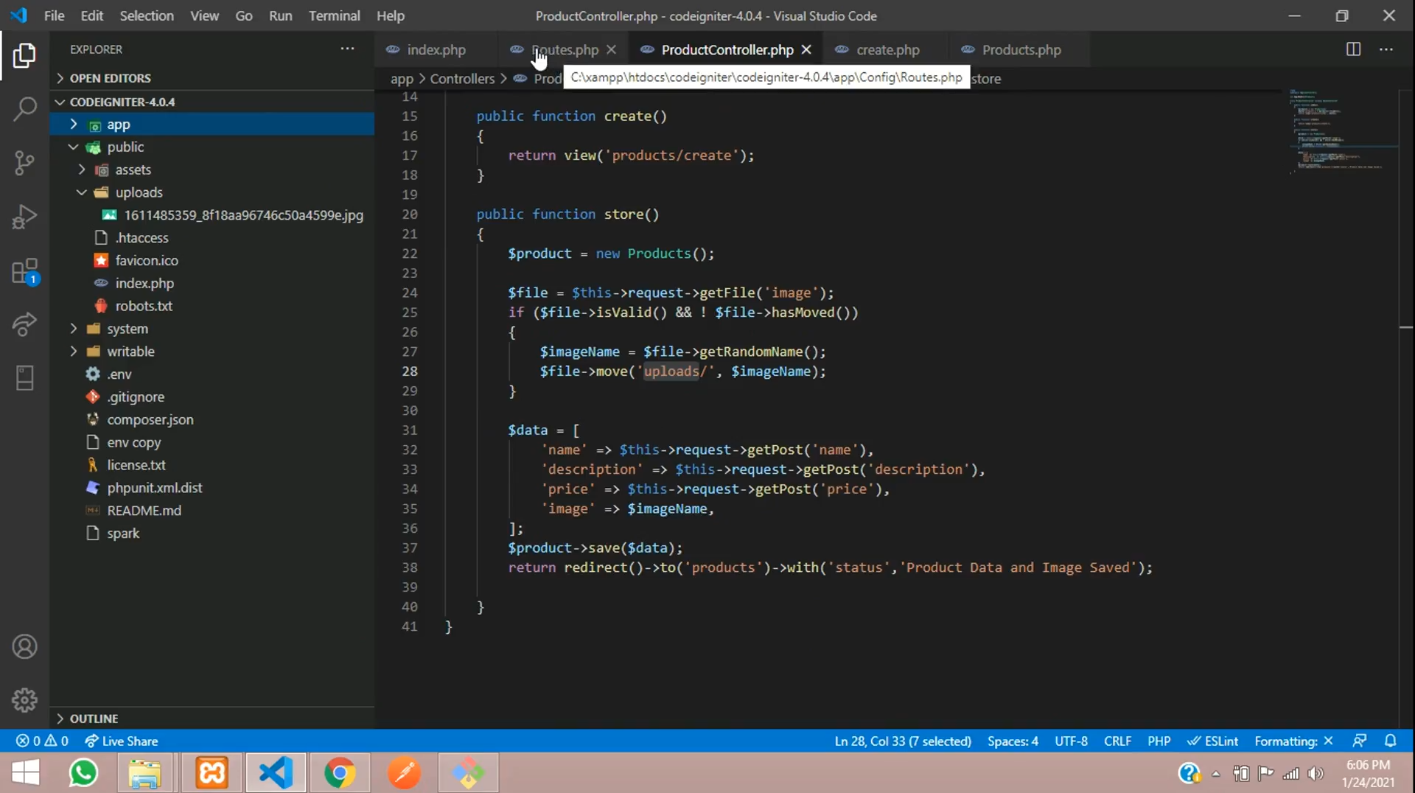 File Edit Selection View Go Run Terminal Help
ProductController.php - codeigniter-4.0.4 - Visual Studio Code
EXPLORER
OPEN EDITORS
CODEIGNITER-4.0.4
app
public
assets
uploads
1611485359_8f18aa96746c50a4599e.jpg
.htaccess
favicon.ico
index.php
robots.txt
system
writable
.env
.gitignore
composer.json
env copy
license.txt
phpunit.xml.dist
README.md
spark
OUTLINE
index.php Routes.php ProductController.php create.php Products.php
app > Controllers > Prod store
C:\xampp\htdocs\codeigniter\codeigniter-4.0.4\app\Config\Routes.php
14
15 public function create()
16 {
17 return view('products/create');
18 }
19
20 public function store()
21 {
22 $product = new Products();
23
24 $file = $this->request->getFile('image');
25 if ($file->isValid() && ! $file->hasMoved())
26 {
27 $imageName = $file->getRandomName();
28 $file->move('uploads/', $imageName);
29 }
30
31 $data = [
32 'name' => $this->request->getPost('name'),
33 'description' => $this->request->getPost('description'),
34 'price' => $this->request->getPost('price'),
35 'image' => $imageName,
36 ];
37 $product->save($data);
38 return redirect()->to('products')->with('status','Product Data and Image Saved');
39
40 }
41 }
1
0 0 Live Share
Ln 28, Col 33 (7 selected) Spaces: 4 UTF-8 CRLF PHP ESLint Formatting: ×
6:06 PM
1/24/2021